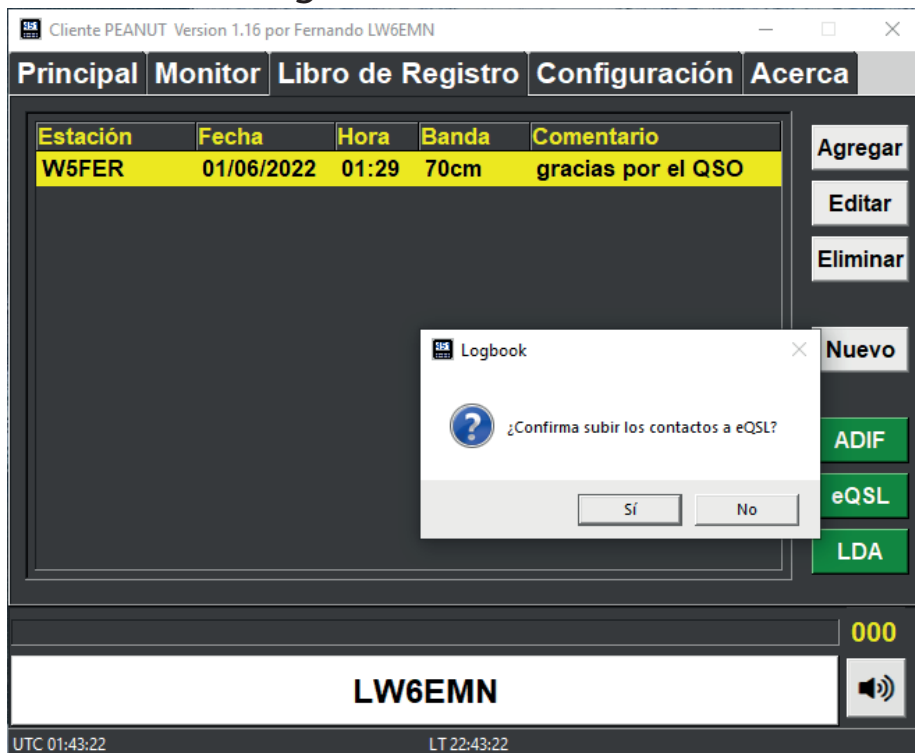 Cliente PEANUT Version 1.16 por Fernando LW6EMN
Principal Monitor Libro de Registro Configuración Acerca
Estación Fecha Hora Banda Comentario
W5FER 01/06/2022 01:29 70cm gracias por el QSO
Agregar
Editar
Eliminar
Nuevo
Logbook
¿Confirma subir los contactos a eQSL?
Sí No
ADIF
eQSL
LDA
000
LW6EMN
UTC 01:43:22 LT 22:43:22